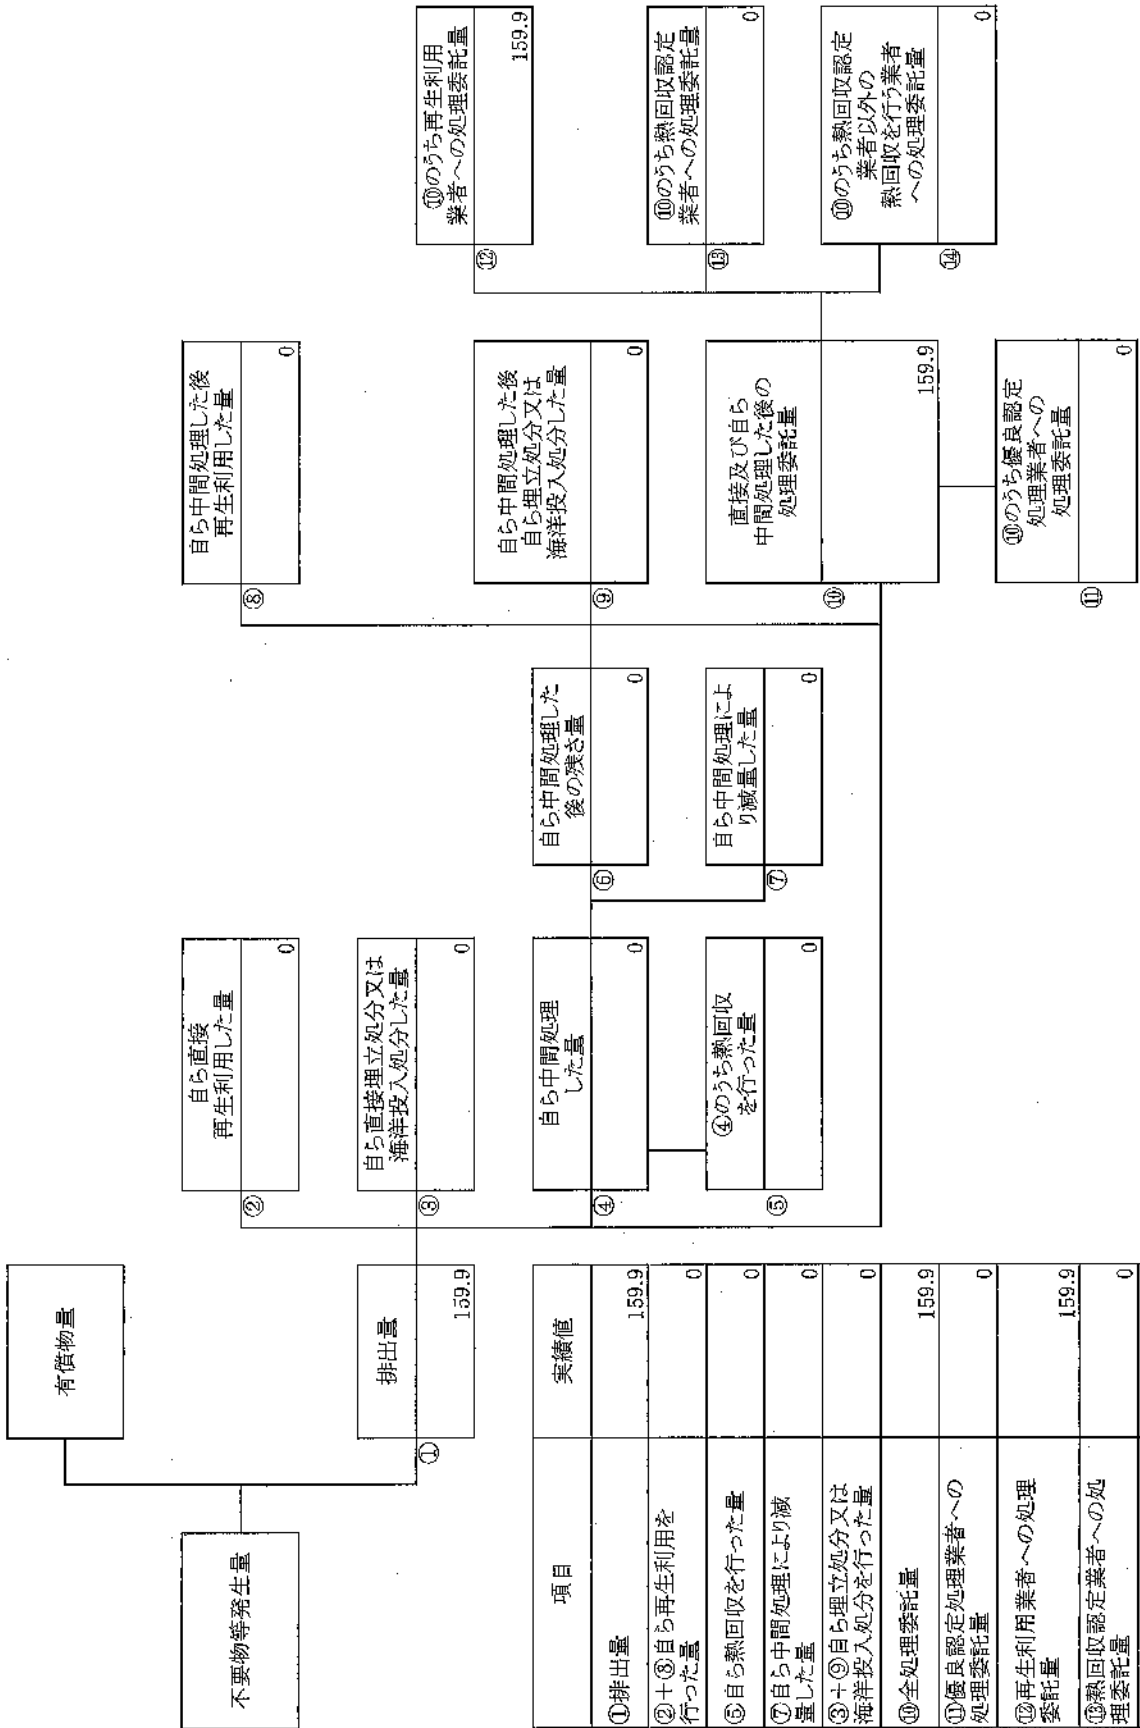 有償物量
不要物等発生量
①
排出量
159.9
②
自ら直接
再生利用した量
0
③
自ら直接埋立処分又は
海洋投入処分した量
0
④
自ら中間処理
した量
0
⑤
④のうち熱回収
を行った量
0
⑥
自ら中間処理した
後の残さ量
0
⑦
自ら中間処理によ
り減量した量
0
⑧
自ら中間処理した後
再生利用した量
0
⑨
自ら中間処理した後
自ら埋立処分又は
海洋投入処分した量
0
⑩
直接及び自ら
中間処理した後の
処理委託量
159.9
⑪
⑩のうち優良認定
処理業者への
処理委託量
0
⑫
⑩のうち再生利用
業者への処理委託量
159.9
⑬
⑩のうち熱回収認定
業者への処理委託量
0
⑭
⑩のうち熱回収認定
業者以外の
熱回収を行う業者
への処理委託量
0
項目
実績値
①排出量
159.9
②+⑧自ら再生利用を
行った量
0
⑤自ら熱回収を行った量
0
⑦自ら中間処理により減
量した量
0
③+⑨自ら埋立処分又は
海洋投入処分を行った量
0
⑩全処理委託量
159.9
⑪優良認定処理業者への
処理委託量
0
⑫再生利用業者への処理
委託量
159.9
⑬熱回収認定業者への処
理委託量
0